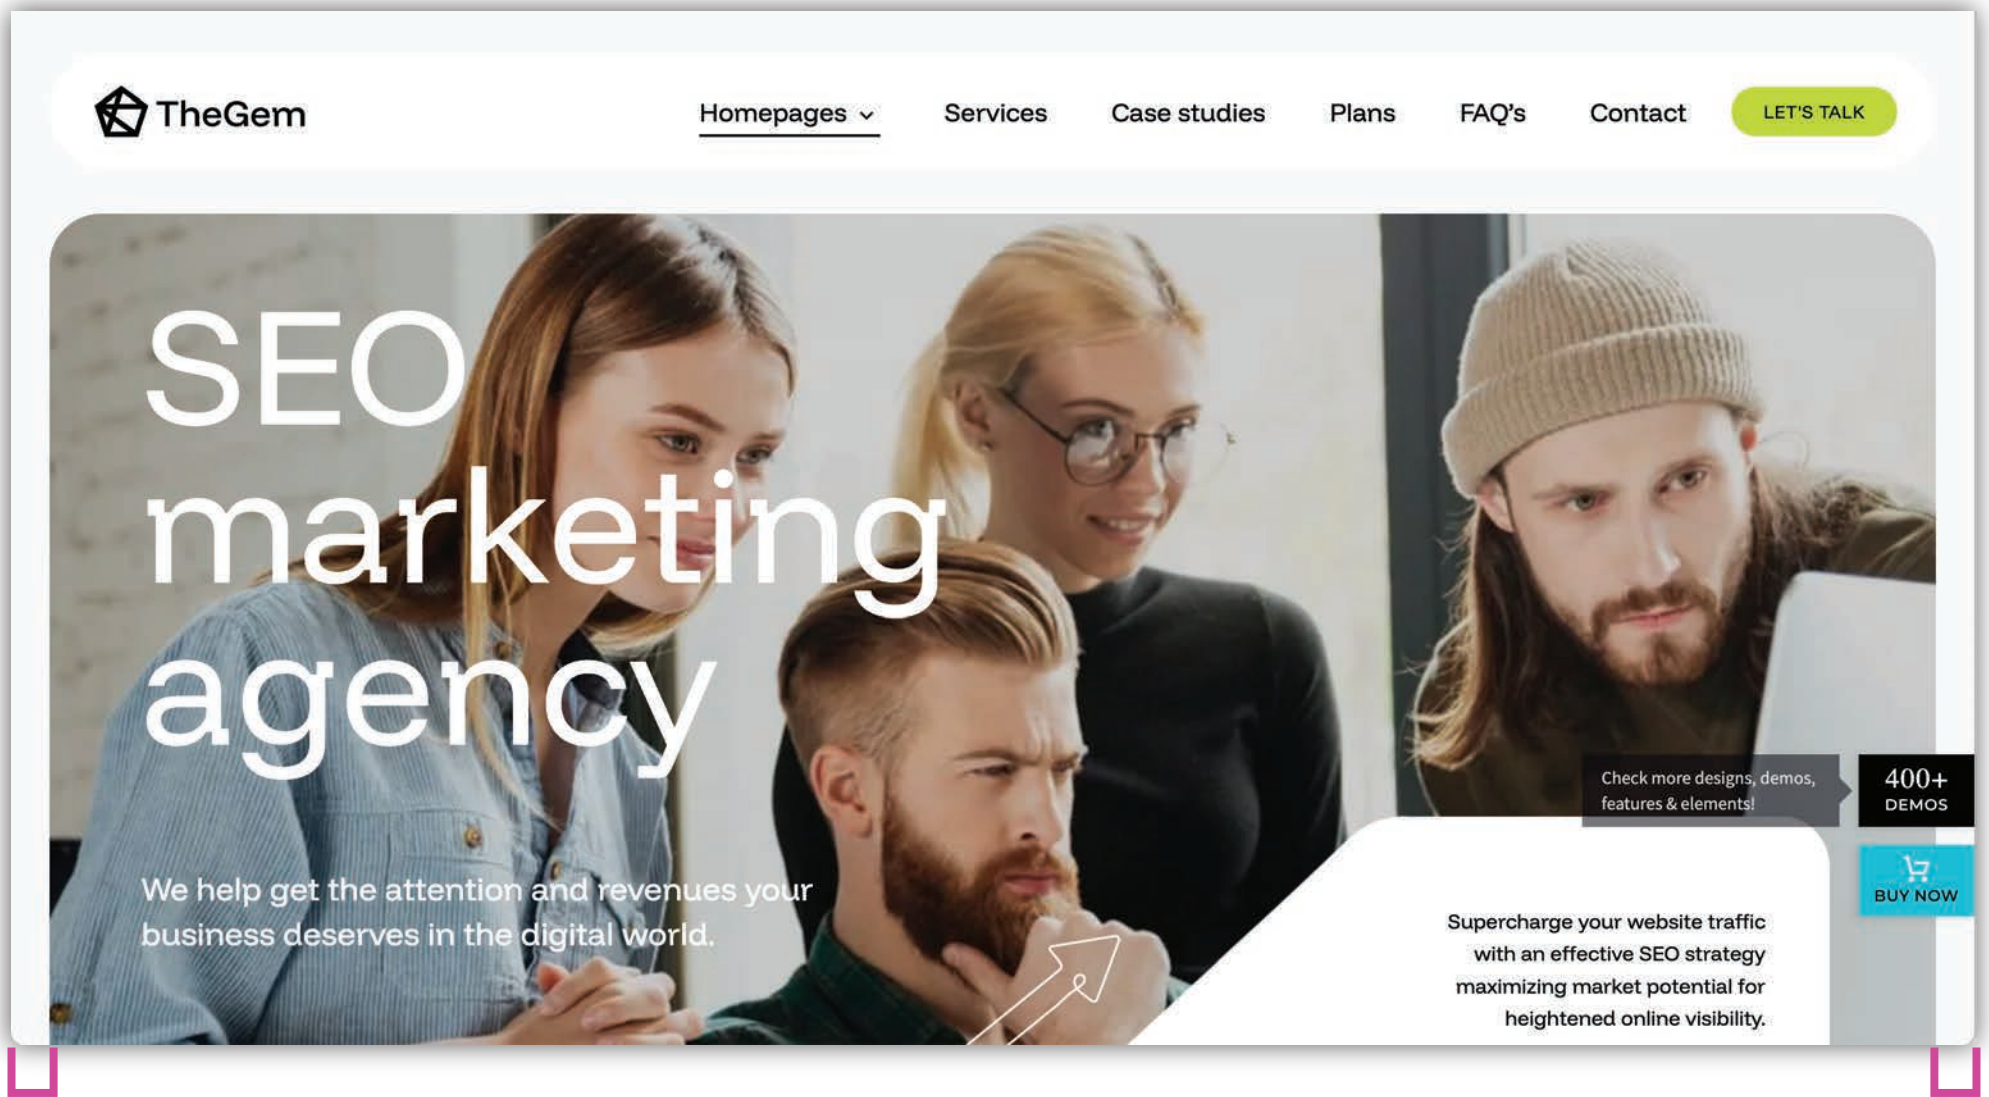 TheGem
Homepages
Services
Case studies
Plans
FAQ's
Contact
LET'S TALK
SEO
marketing
agency
We help get the attention and revenues your
business deserves in the digital world.
Check more designs, demos,
features & elements!
400+
DEMOS
BUY NOW
Supercharge your website traffic
with an effective SEO strategy
maximizing market potential for
heightened online visibility.